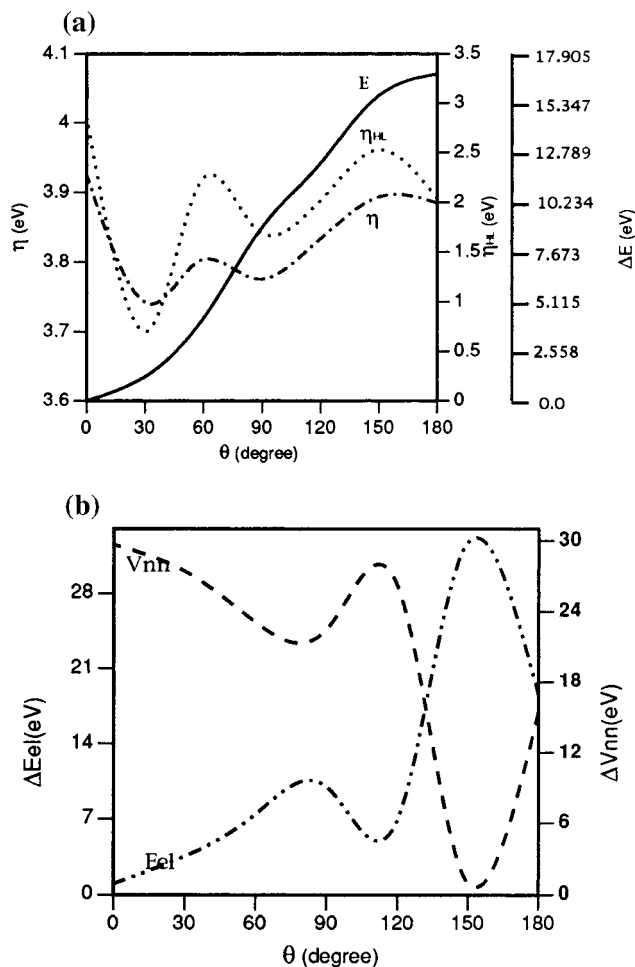 (a)
4.1
4
3.9
3.8
3.7
3.6
η (eV)
E
ηHL
η
3.5
3
2.5
2
1.5
1
0.5
0
ηHL (eV)
17.905
15.347
12.789
10.234
7.673
5.115
2.558
0.0
ΔE (eV)
0 30 60 90 120 150 180
θ (degree)
(b)
28
21
14
7
0
ΔEel(eV)
Vnn
Eel
30
24
18
12
6
0
ΔVnn(eV)
0 30 60 90 120 150 180
θ (degree)